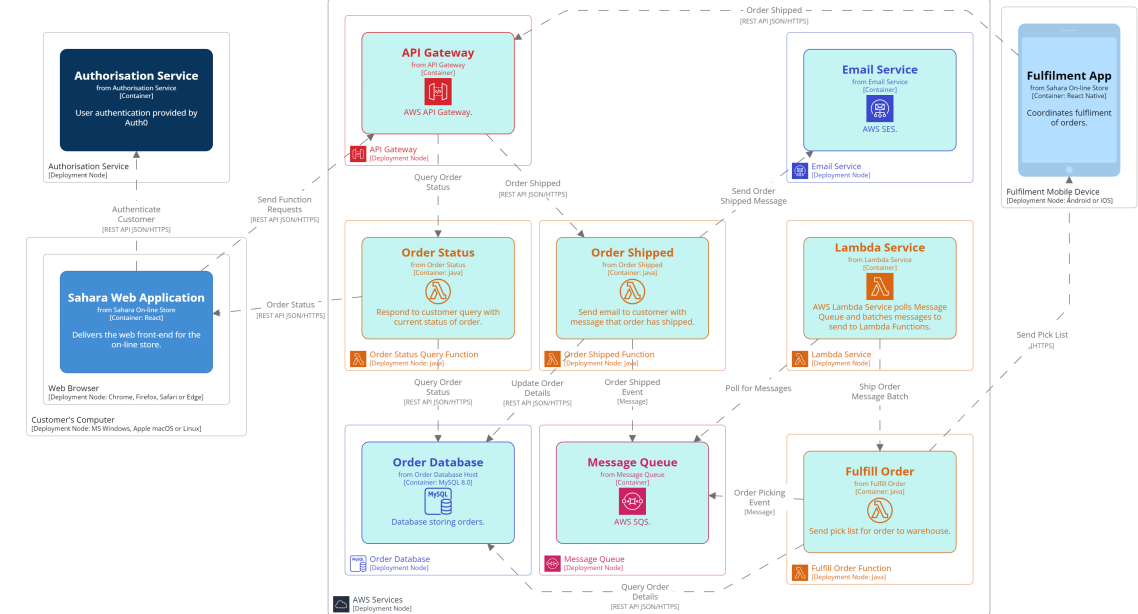 Order Shipped
[REST API JSON/HTTPS]
Authorisation Service
from Authorisation Service
[Container]
User authentication provided by
Auth0
Authorisation Service
[Deployment Node]
API Gateway
from API Gateway
[Container]
AWS API Gateway.
API Gateway
[Deployment Node]
Email Service
from Email Service
[Container]
AWS SES.
Email Service
[Deployment Node]
Fulfilment App
from Sahara On-line Store
[Container: React Native]
Coordinates fulfilment
of orders.
Fulfilment Mobile Device
[Deployment Node: Android or iOS]
Authenticate
Customer
[REST API JSON/HTTPS]
Send Function
Requests
[REST API JSON/HTTPS]
Query Order
Status
[REST API JSON/HTTPS]
Order Shipped
[REST API JSON/HTTPS]
Send Order
Shipped Message
Sahara Web Application
from Sahara On-line Store
[Container: React]
Delivers the web front-end for the
on-line store.
Web Browser
[Deployment Node: Chrome, Firefox, Safari or Edge]
Customer's Computer
[Deployment Node: MS Windows, Apple macOS or Linux]
Order Status
[REST API JSON/HTTPS]
Order Status
from Order Status
[Container: Java]
Respond to customer query with
current status of order.
Order Status Query Function
[Deployment Node: Java]
Order Shipped
from Order Shipped
[Container: Java]
Send email to customer with
message that order has shipped.
Order Shipped Function
[Deployment Node: Java]
Lambda Service
from Lambda Service
[Container]
AWS Lambda Service polls Message
Queue and batches messages to
send to Lambda Functions.
Lambda Service
[Deployment Node]
Send Pick List
[HTTPS]
Query Order
Status
[REST API JSON/HTTPS]
Update Order
Details
[REST API JSON/HTTPS]
Order Shipped
Event
[Message]
Poll for Messages
Ship Order
Message Batch
Order Database
from Order Database Host
[Container: MySQL 8.0]
MySQL
Database storing orders.
MySQL
Order Database
[Deployment Node]
Message Queue
from Message Queue
[Container]
AWS SQS.
Message Queue
[Deployment Node]
Order Picking
Event
[Message]
Fulfill Order
from Fulfill Order
[Container: Java]
Send pick list for order to warehouse.
Fulfill Order Function
[Deployment Node: Java]
Query Order
Details
[REST API JSON/HTTPS]
AWS Services
[Deployment Node]